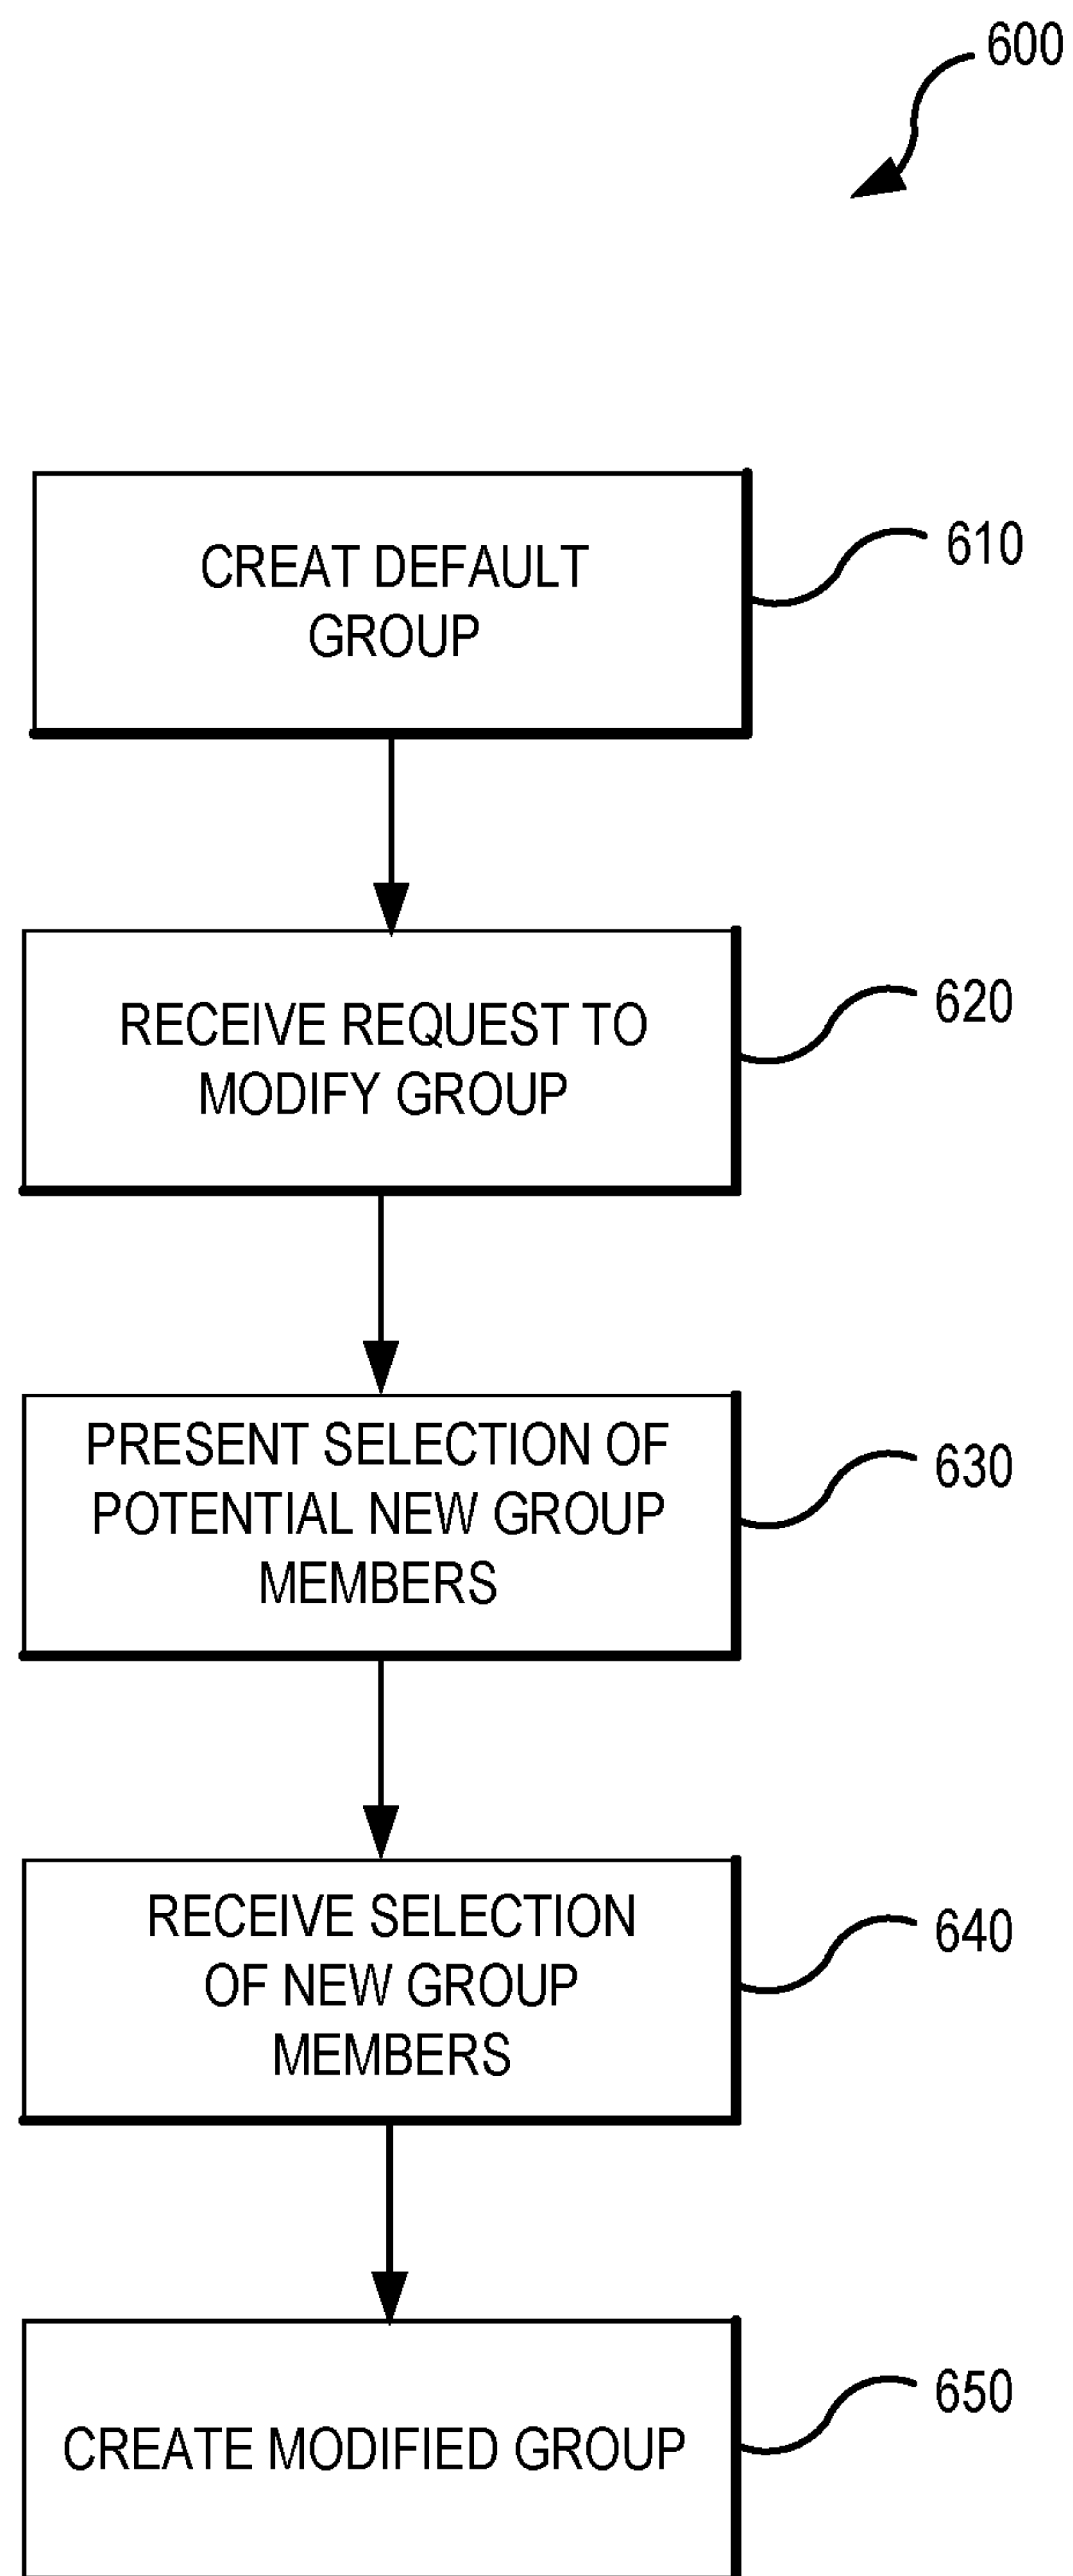 600
CREAT DEFAULT
GROUP
610
RECEIVE REQUEST TO
MODIFY GROUP
620
PRESENT SELECTION OF
POTENTIAL NEW GROUP
MEMBERS
630
RECEIVE SELECTION
OF NEW GROUP
MEMBERS
640
CREATE MODIFIED GROUP
650